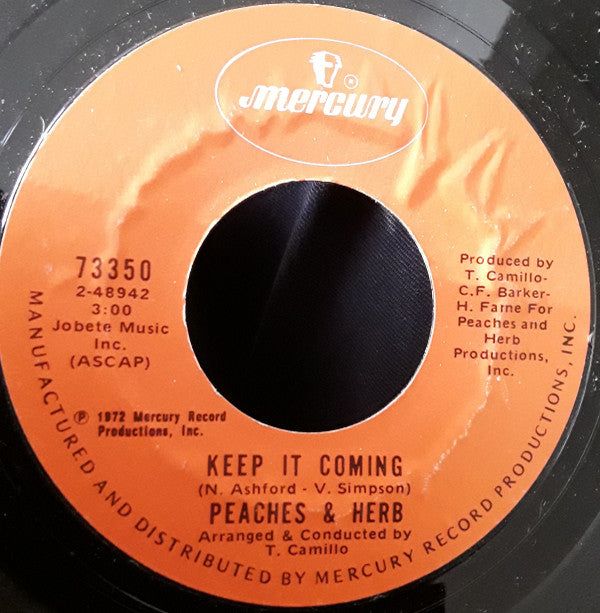 mercury
®
73350
2-48942
3:00
Jobete Music
Inc.
(ASCAP)
Produced by
T. Camillo-
C.F. Barker-
H. Fame For
Peaches and
Herb
Productions,
Inc.
℗ 1972 Mercury Record
Productions, Inc.
KEEP IT COMING
(N. Ashford - V. Simpson)
PEACHES & HERB
Arranged & Conducted by
T. Camillo
MANUFACTURED AND DISTRIBUTED BY MERCURY RECORD PRODUCTIONS, INC.